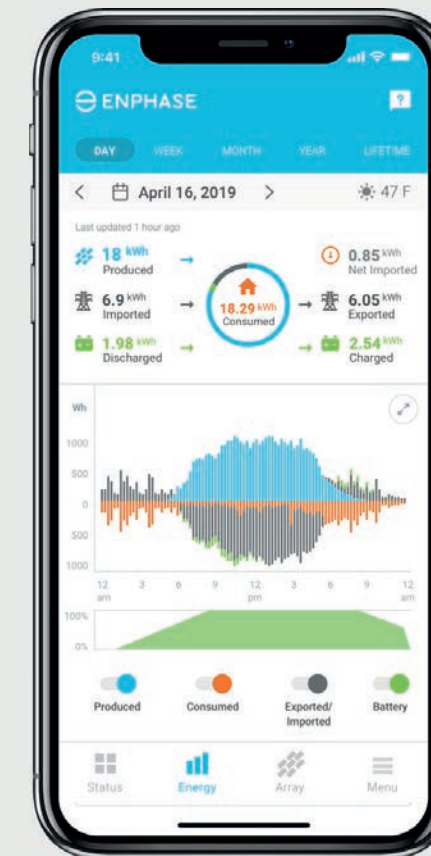 9:41
ENPHASE
?
DAY WEEK MONTH YEAR LIFETIME
April 16, 2019
47 F
Last updated 1 hour ago
18 kWh
Produced
0.85 kWh
Net Imported
6.9 kWh
Imported
18.29 kWh
Consumed
6.05 kWh
Exported
1.98 kWh
Discharged
2.54 kWh
Charged
Wh
1000
500
0
500
1000
12 am 3 6 9 12 pm 3 6 9 12 am
100%
0%
Produced Consumed Exported/ Imported Battery
Status Energy Array Menu